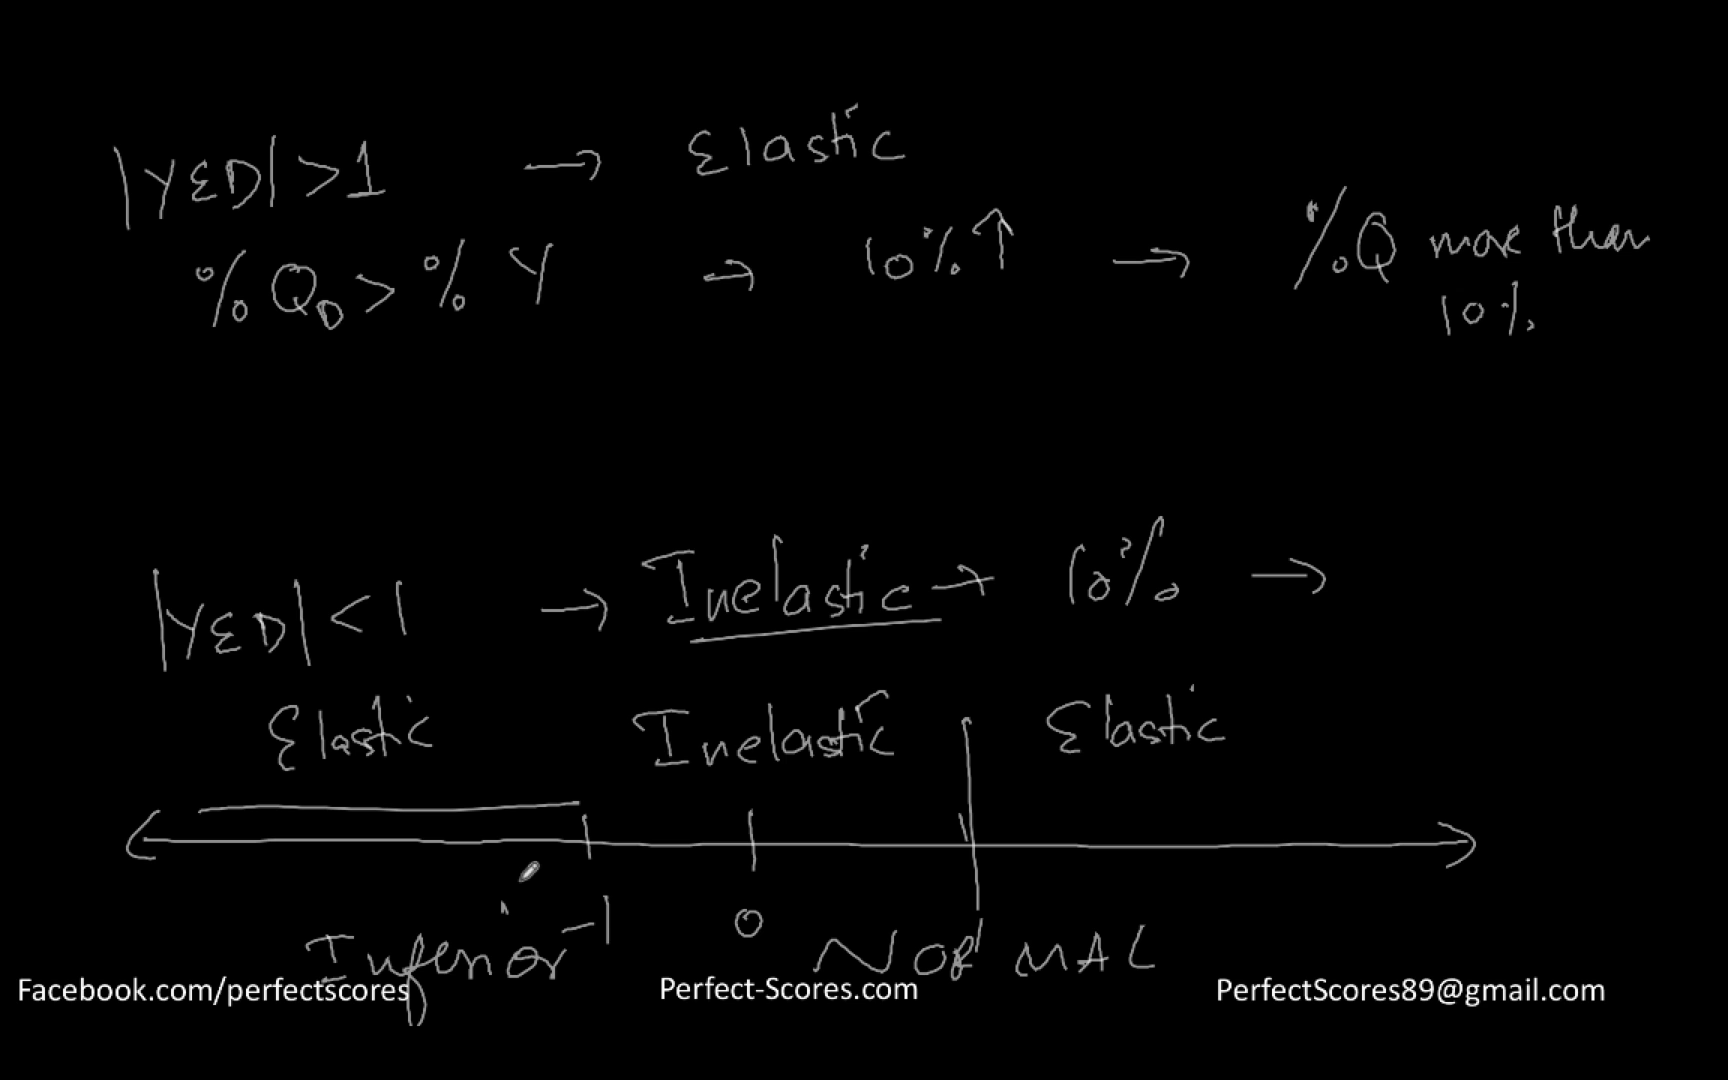 |YED| > 1 → Elastic
% QD > % Y → 10% ↑ → % Q more than
10%
|YED| < 1 → Inelastic → 10% →
Elastic Inelastic Elastic
-1 0 1
Inferior NORMAL
Facebook.com/perfectscores Perfect-Scores.com PerfectScores89@gmail.com